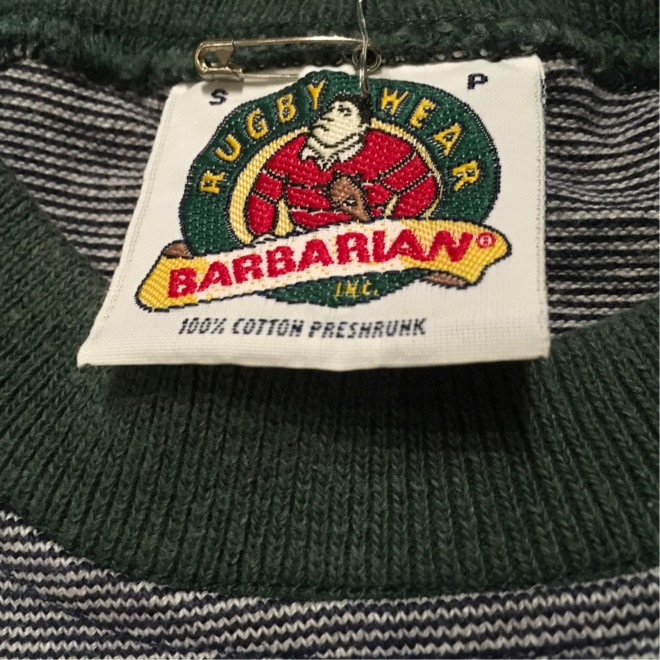 S P
RUGBY WEAR
BARBARIAN®
INC.
100% COTTON PRESHRUNK